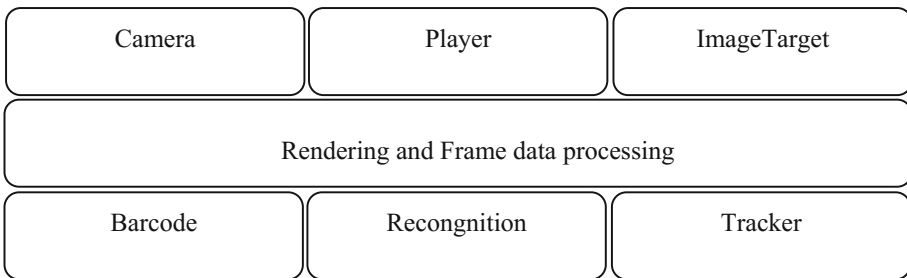 Camera Player ImageTarget
Rendering and Frame data processing
Barcode Recongnition Tracker